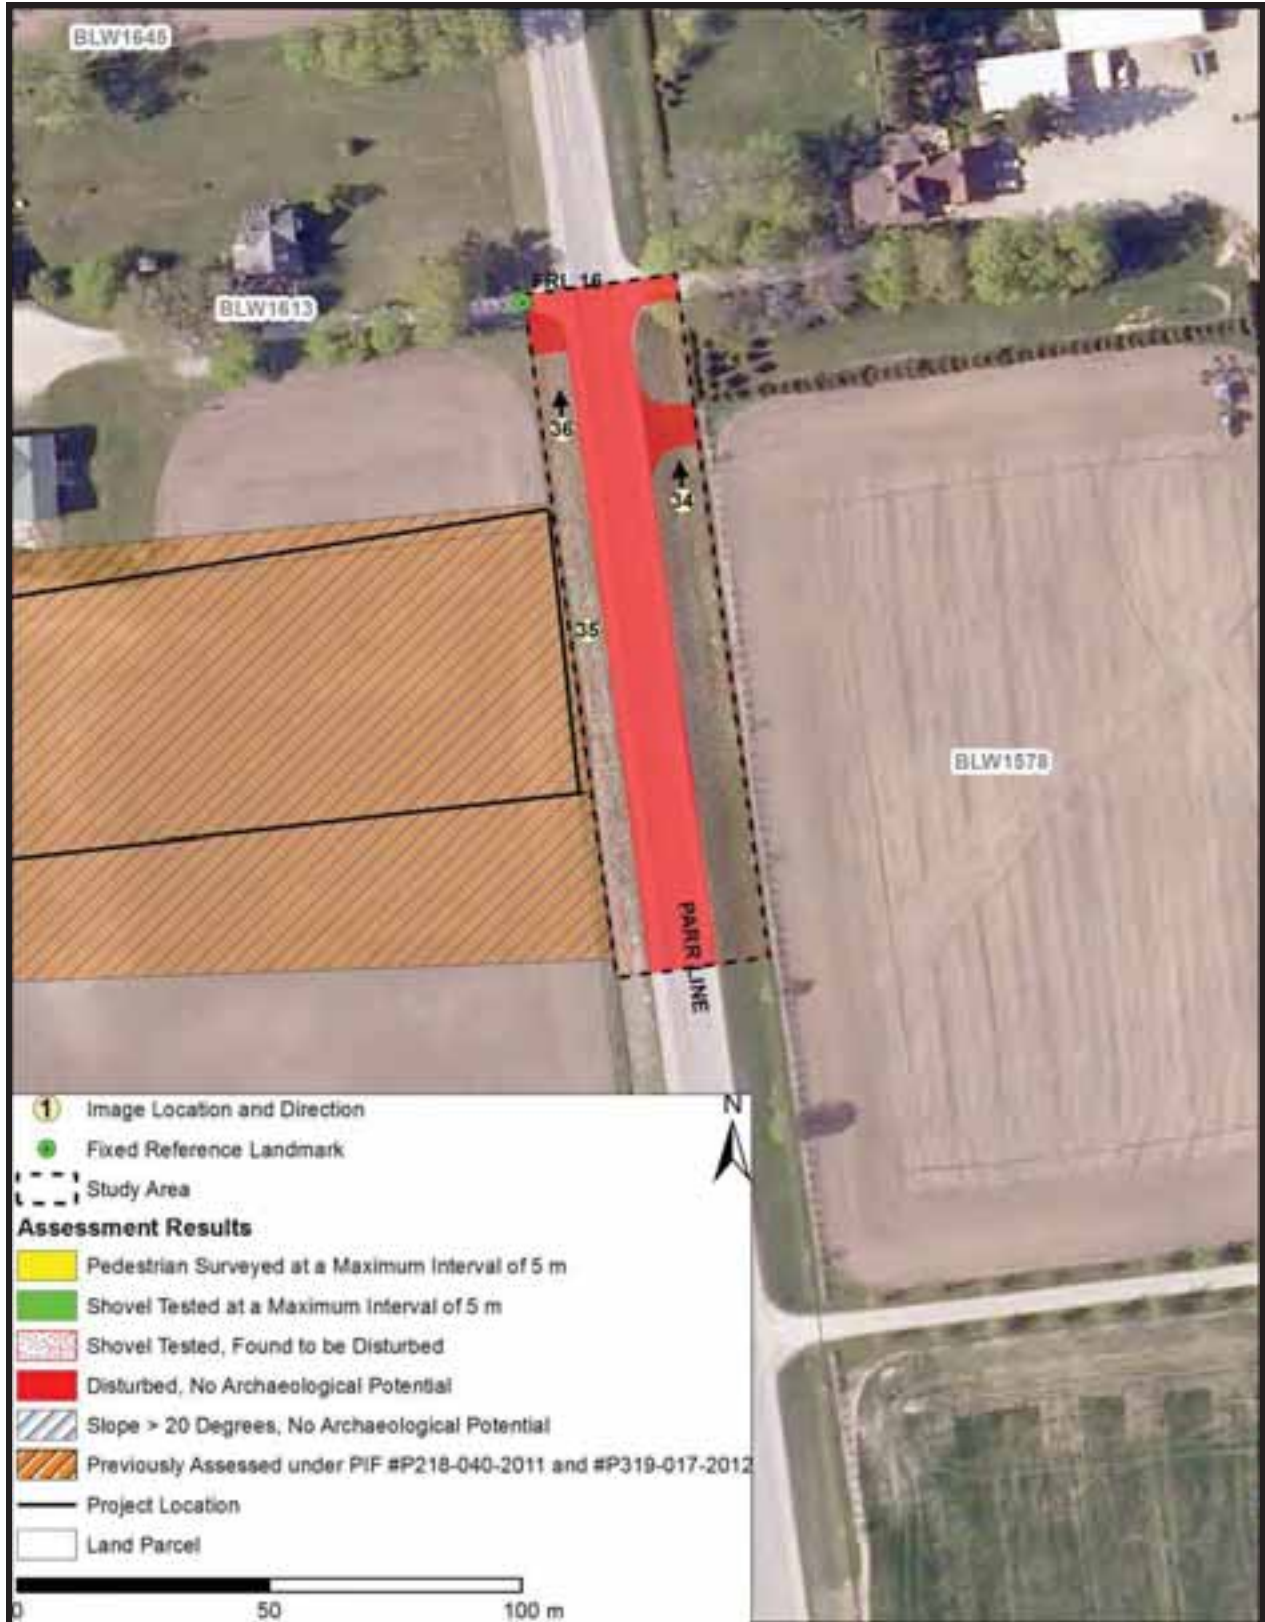 BLW1645
FRL 16
BLW1613
36
34
35
BLW1578
PARR LINE
1 Image Location and Direction
N
Fixed Reference Landmark
Study Area
Assessment Results
Pedestrian Surveyed at a Maximum Interval of 5 m
Shovel Tested at a Maximum Interval of 5 m
Shovel Tested, Found to be Disturbed
Disturbed, No Archaeological Potential
Slope > 20 Degrees, No Archaeological Potential
Previously Assessed under PIF #P218-040-2011 and #P319-017-2012
Project Location
Land Parcel
0 50 100 m